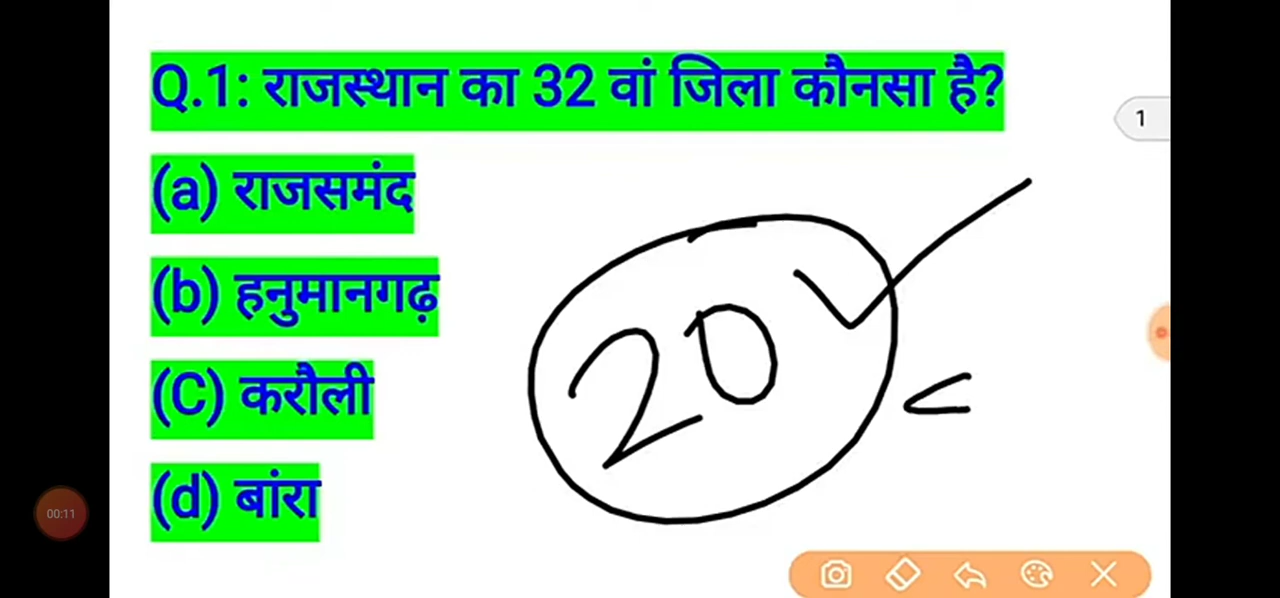 Q.1: राजस्थान का 32 वां जिला कौनसा है?
1
(a) राजसमंद
(b) हनुमानगढ़
20
(C) करौली
(d) बांरा
00:11